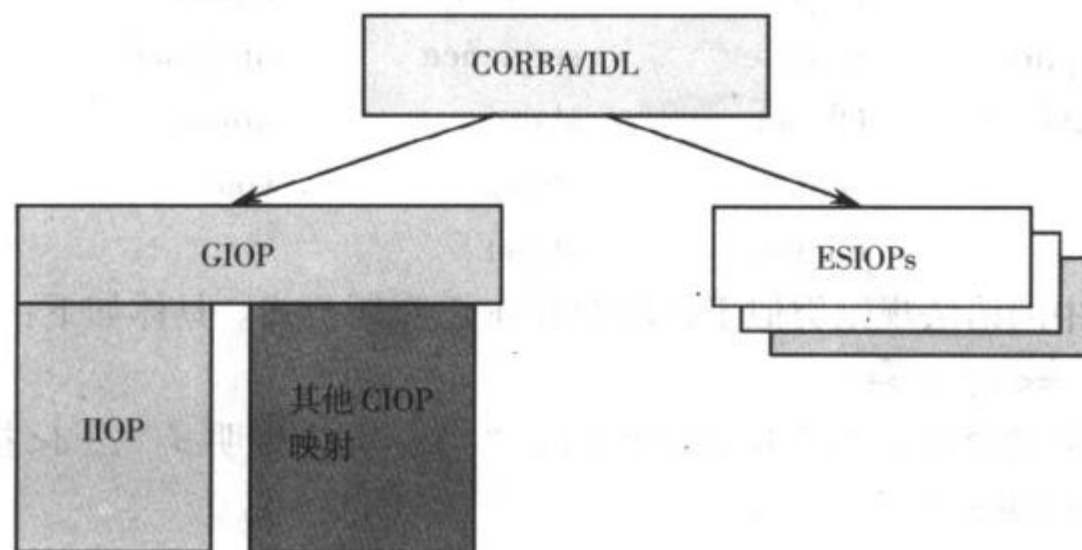 CORBA/IDL
GIOP
ESIOPs
IIOP
其他 CIOP
映射